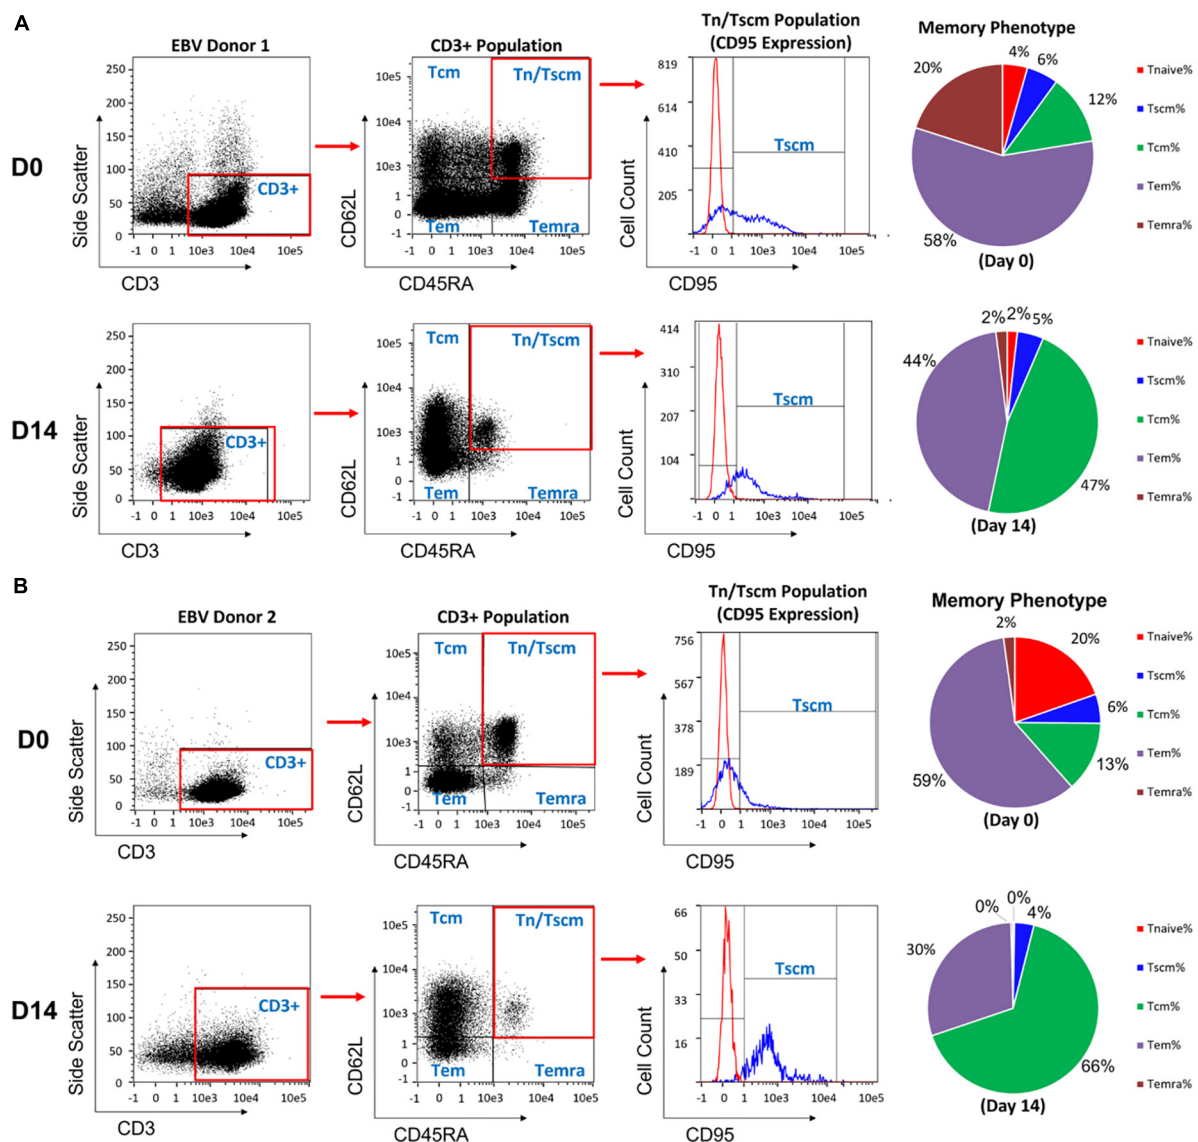 A
EBV Donor 1
CD3+ Population
Tn/Tscm Population
(CD95 Expression)
Memory Phenotype
D0
Side Scatter
250
200
150
100
50
0
CD3+
-1 0 1 10e3 10e4 10e5
CD3
CD62L
10e5
10e4
10e3
1
0
-1
Tcm
Tn/Tscm
Tem
Temra
-1 0 1 10e3 10e4 10e5
CD45RA
Cell Count
819
614
410
205
Tscm
-1 0 1 10e3 10e4 10e5
CD95
4%
6%
12%
58%
20%
(Day 0)
Tnaive%
Tscm%
Tcm%
Tem%
Temra%
D14
Side Scatter
250
200
150
100
50
0
CD3+
-1 0 1 10e3 10e4 10e5
CD3
CD62L
10e5
10e4
10e3
1
0
-1
Tcm
Tn/Tscm
Tem
Temra
-1 0 1 10e3 10e4 10e5
CD45RA
Cell Count
414
310
207
104
Tscm
-1 0 1 10e3 10e4 10e5
CD95
2%
2%
5%
47%
44%
(Day 14)
Tnaive%
Tscm%
Tcm%
Tem%
Temra%
B
EBV Donor 2
CD3+ Population
Tn/Tscm Population
(CD95 Expression)
Memory Phenotype
D0
Side Scatter
250
200
150
100
50
0
CD3+
-1 0 1 10e3 10e4 10e5
CD3
CD62L
10e5
10e4
10e3
1
0
-1
Tcm
Tn/Tscm
Tem
Temra
-1 0 1 10e3 10e4 10e5
CD45RA
Cell Count
756
567
378
189
Tscm
-1 0 1 10e3 10e4 10e5
CD95
2%
20%
6%
13%
59%
(Day 0)
Tnaive%
Tscm%
Tcm%
Tem%
Temra%
D14
Side Scatter
250
200
150
100
50
0
CD3+
-1 0 1 10e3 10e4 10e5
CD3
CD62L
10e5
10e4
10e3
1
0
-1
Tcm
Tn/Tscm
Tem
Temra
-1 0 1 10e3 10e4 10e5
CD45RA
Cell Count
66
50
33
16
Tscm
-1 0 1 10e3 10e4 10e5
CD95
0%
0%
4%
66%
30%
(Day 14)
Tnaive%
Tscm%
Tcm%
Tem%
Temra%